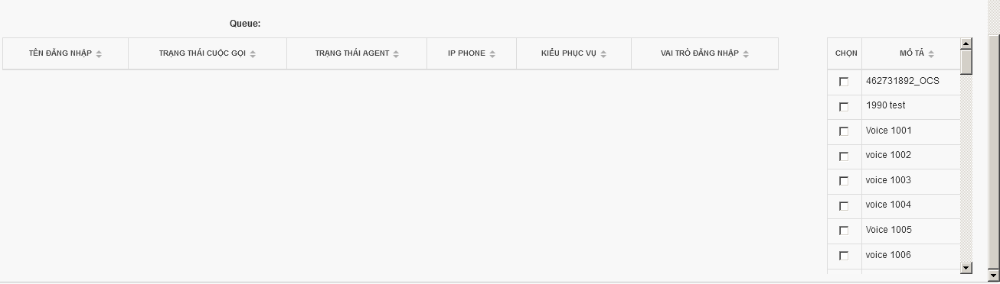 Queue:
TÊN ĐĂNG NHẬP TRẠNG THÁI CUỘC GỌI TRẠNG THÁI AGENT IP PHONE KIỂU PHỤC VỤ VAI TRÒ ĐĂNG NHẬP CHỌN MÔ TẢ
462731892_OCS
1990 test
Voice 1001
voice 1002
voice 1003
voice 1004
Voice 1005
voice 1006